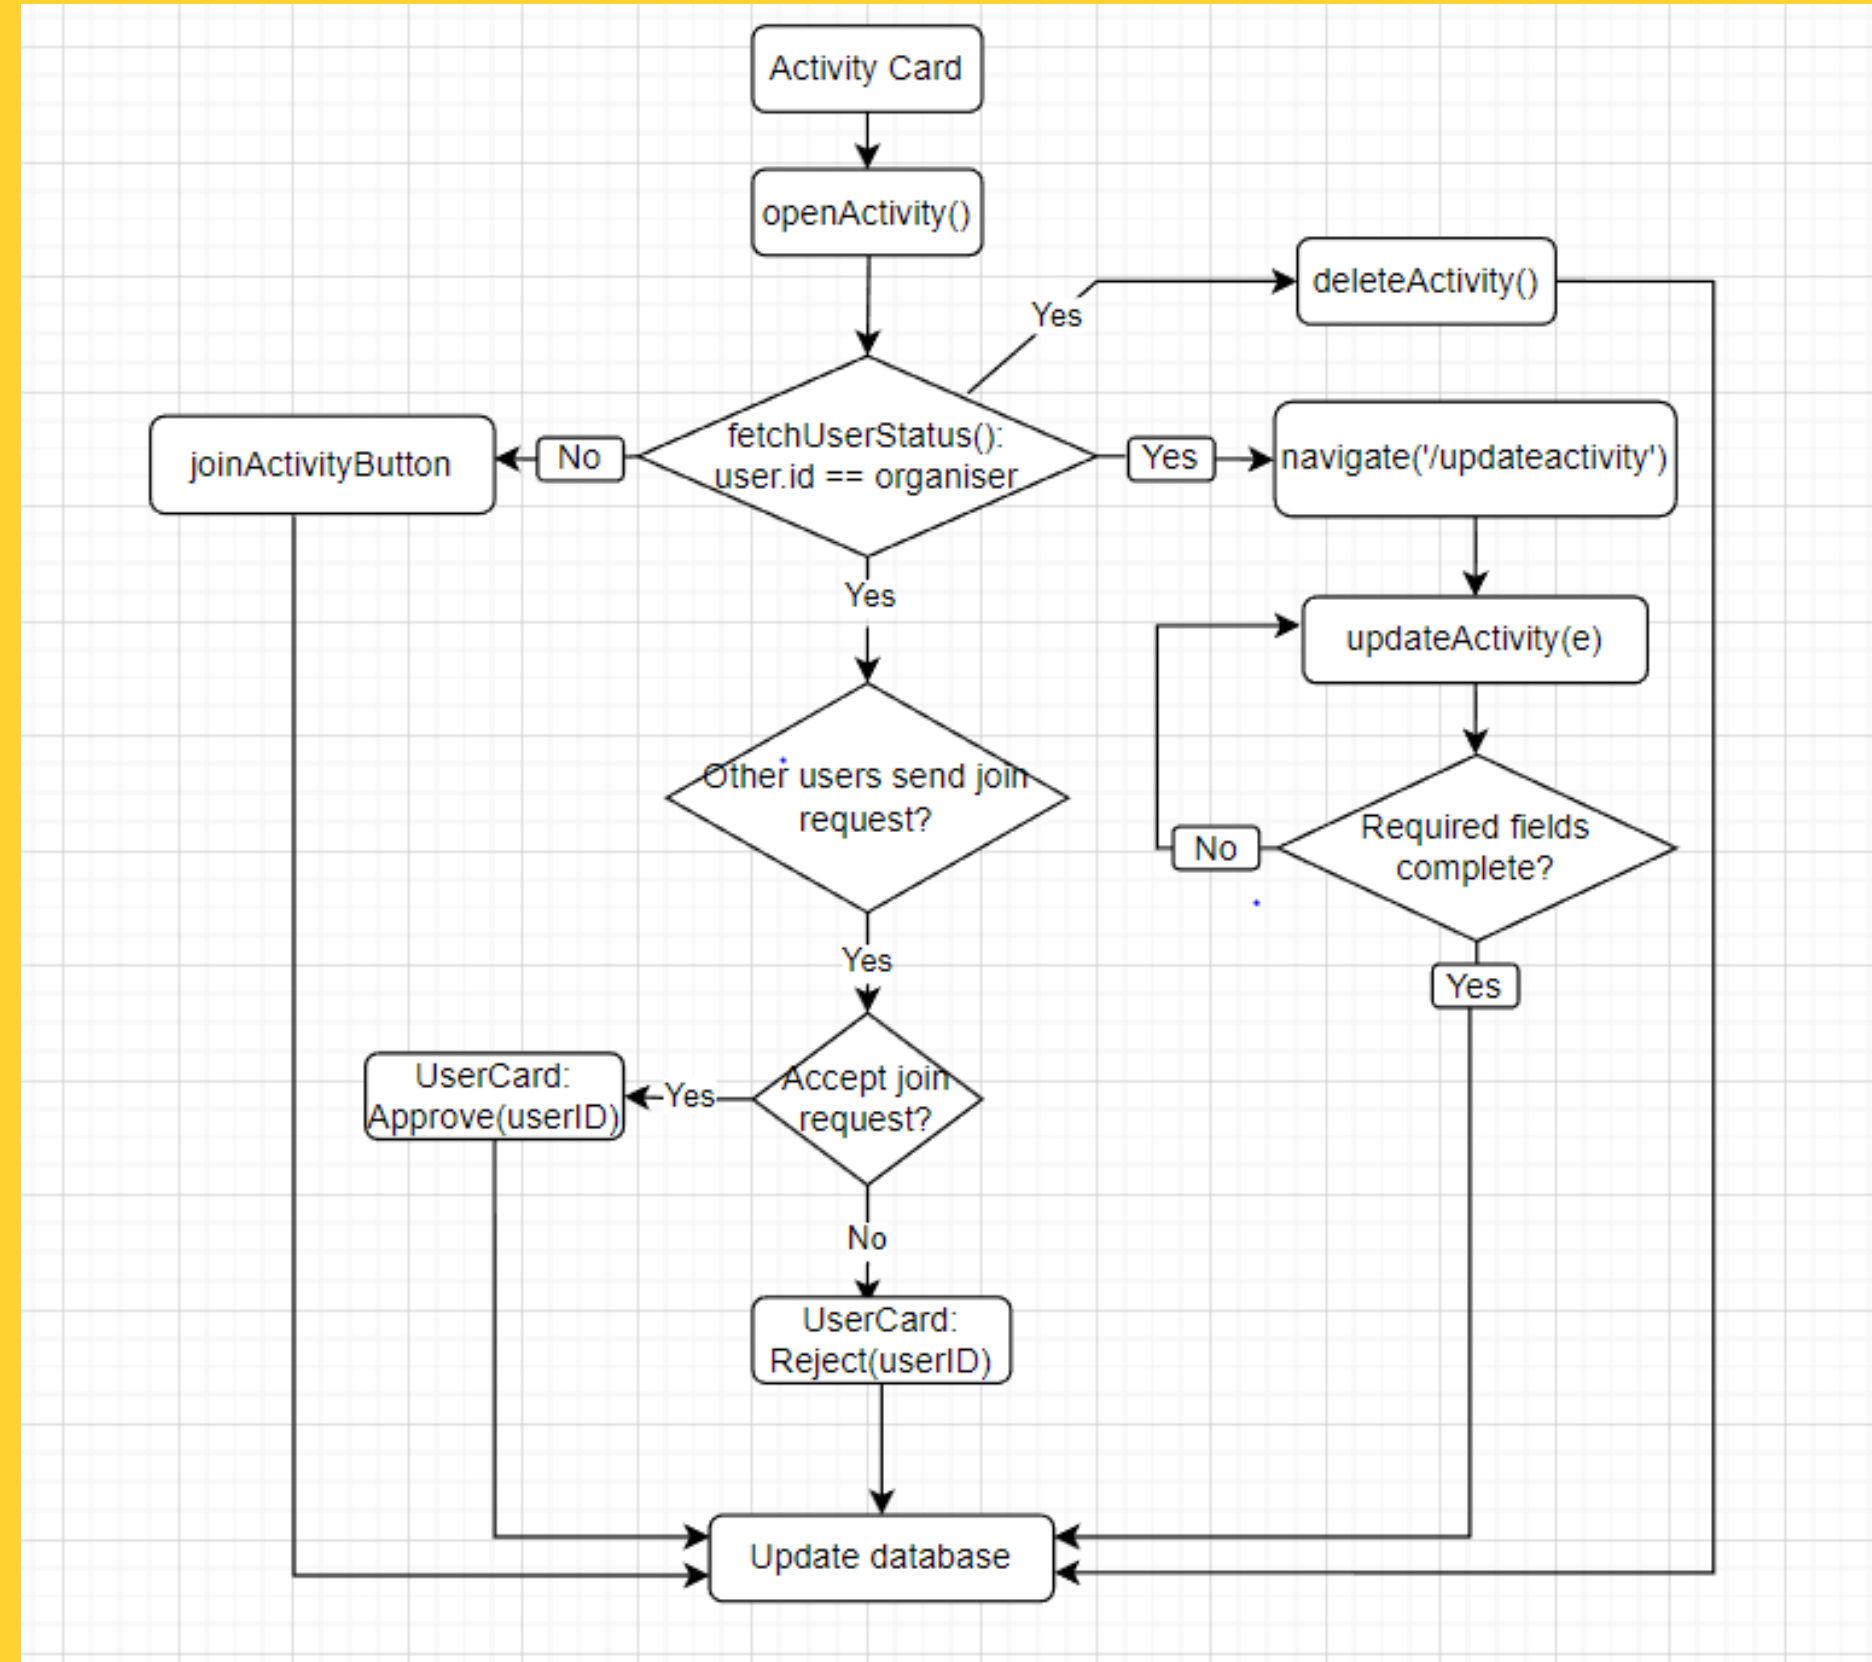 Activity Card
openActivity()
Yes
deleteActivity()
joinActivityButton
No
fetchUserStatus():
user.id == organiser
Yes
navigate('/updateactivity')
Yes
updateActivity(e)
Other users send join
request?
No
Required fields
complete?
Yes
Yes
UserCard:
Approve(userID)
Yes
Accept join
request?
No
UserCard:
Reject(userID)
Update database